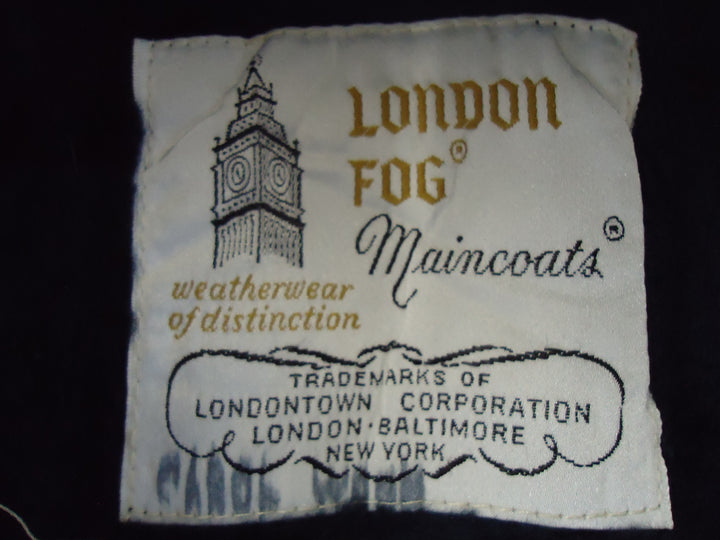 LONDON
FOG®
Maincoats®
weatherwear
of distinction
TRADEMARKS OF
LONDONTOWN CORPORATION
LONDON·BALTIMORE
NEW YORK